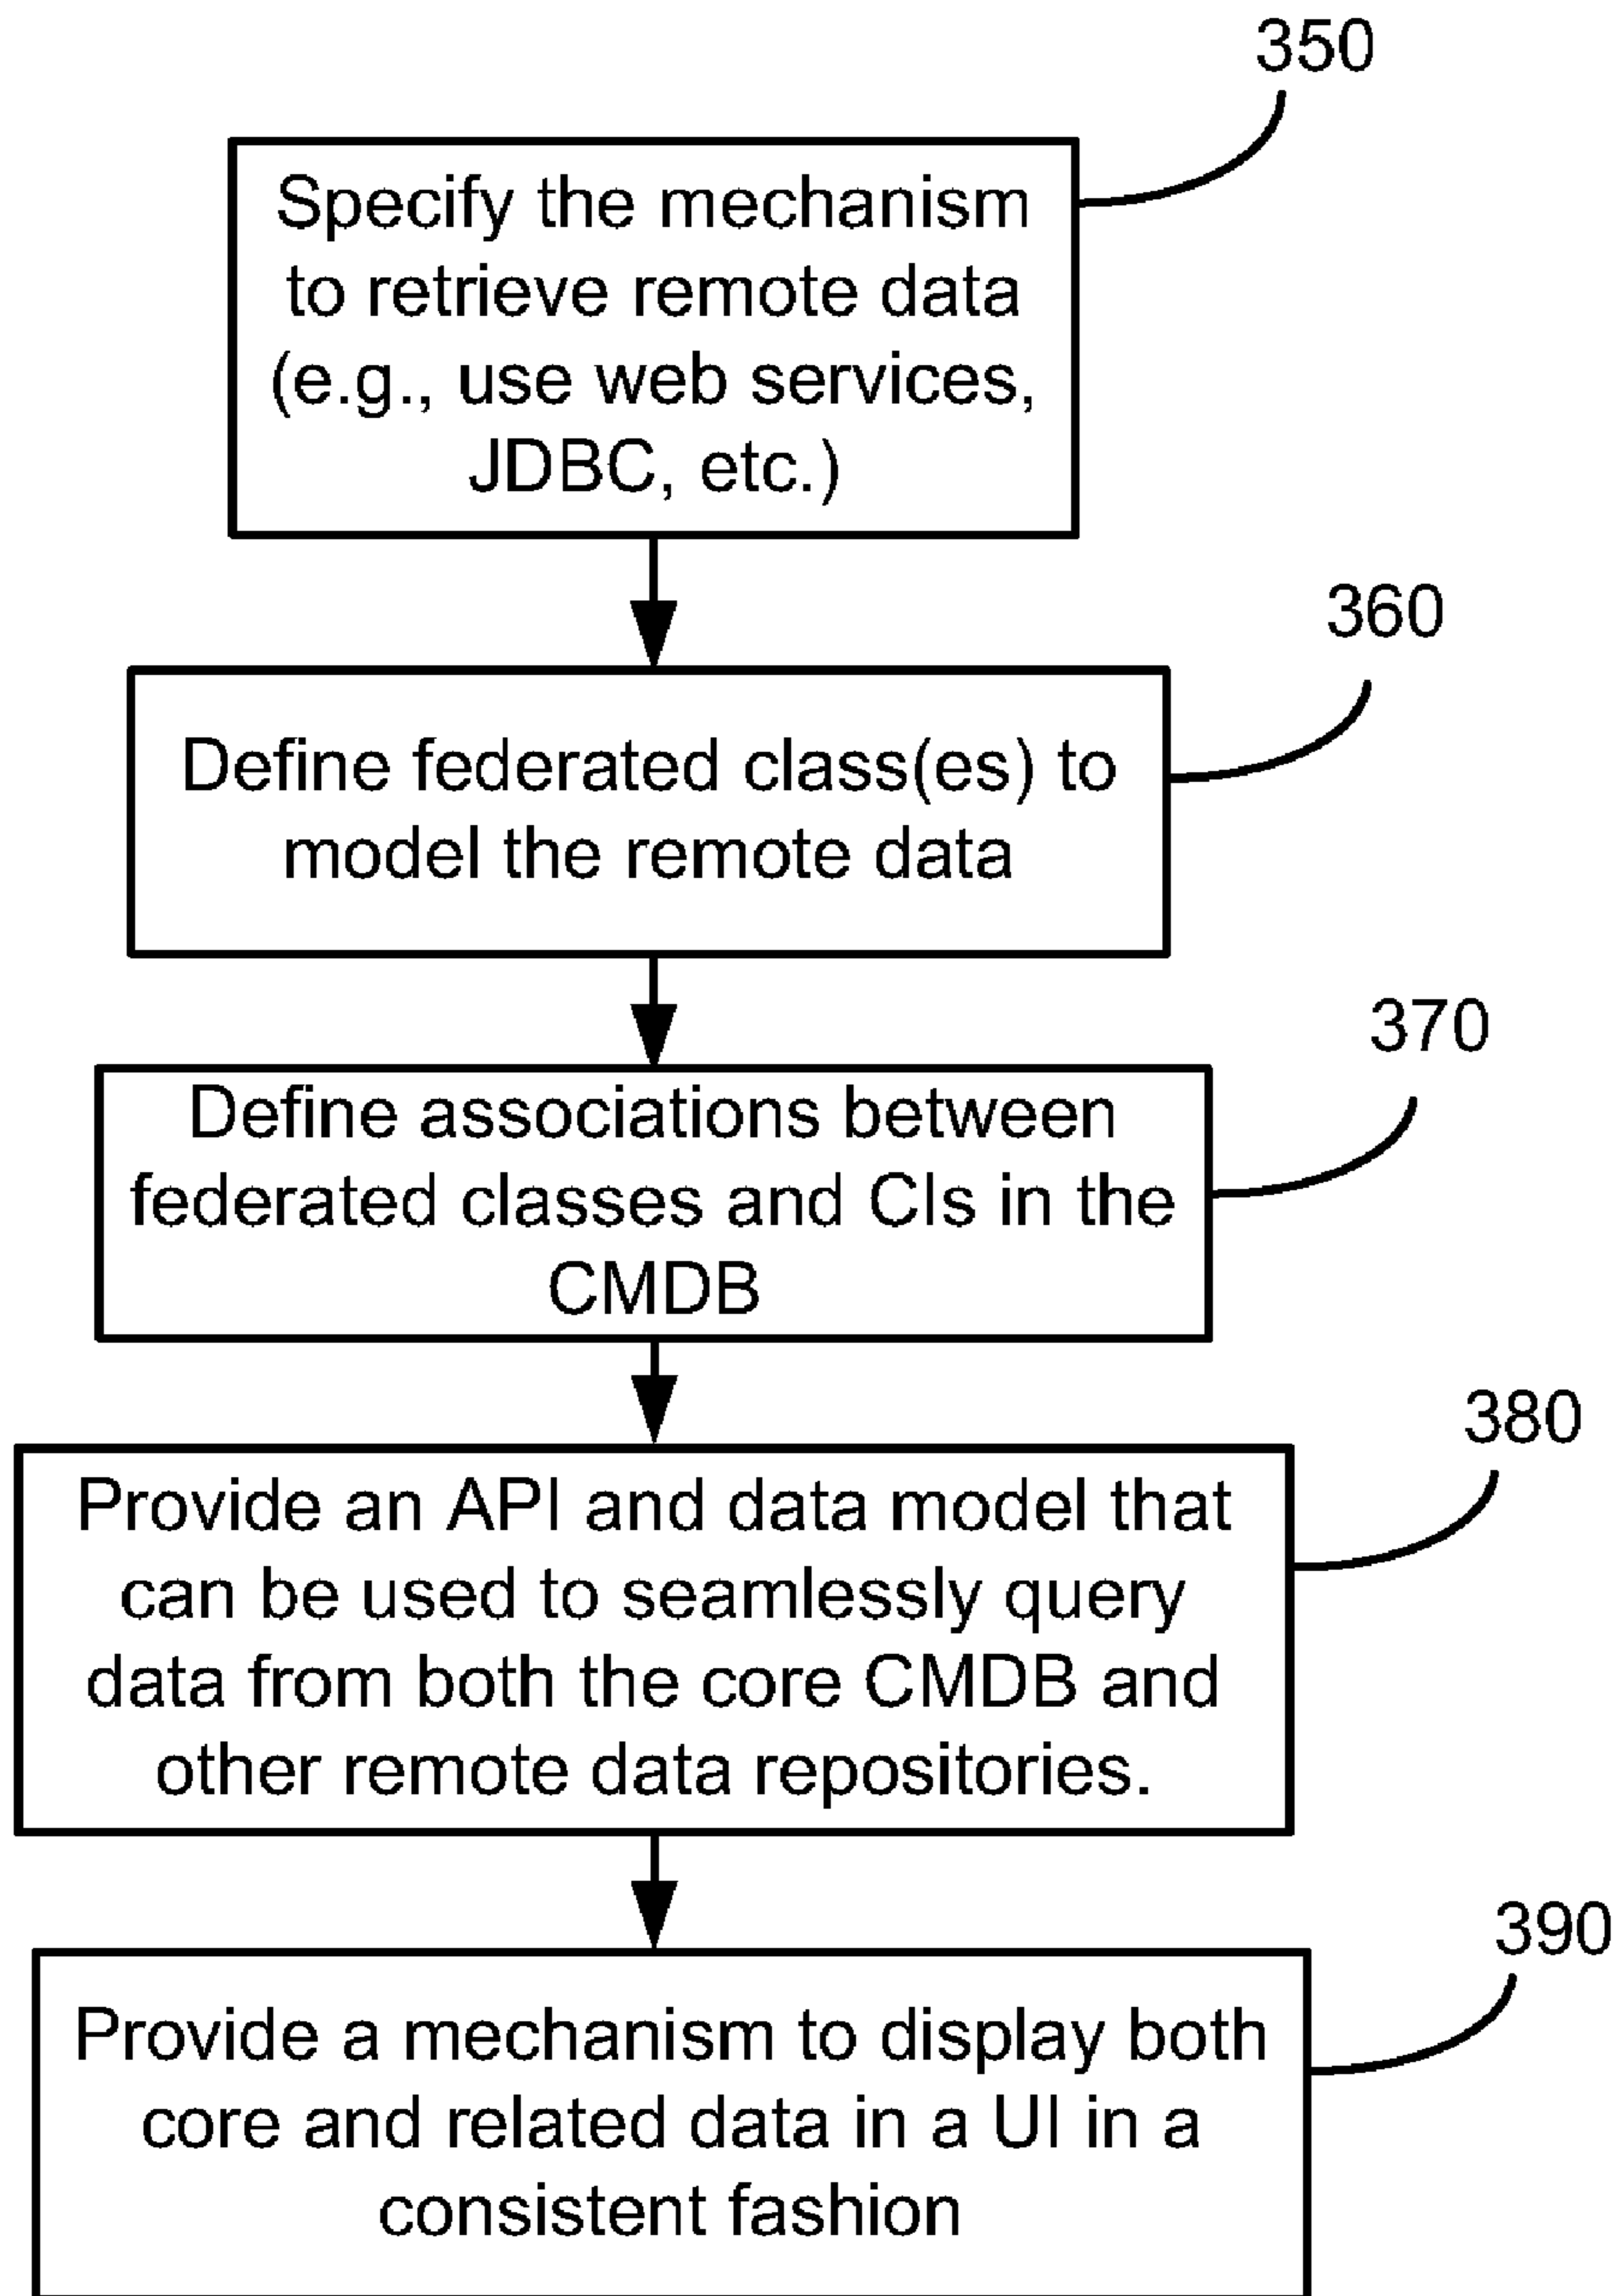 350
Specify the mechanism
to retrieve remote data
(e.g., use web services,
JDBC, etc.)
360
Define federated class(es) to
model the remote data
370
Define associations between
federated classes and CIs in the
CMDB
380
Provide an API and data model that
can be used to seamlessly query
data from both the core CMDB and
other remote data repositories.
390
Provide a mechanism to display both
core and related data in a UI in a
consistent fashion